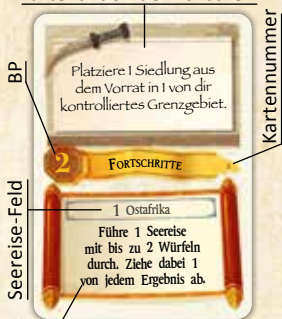 Platziere 1 Siedlung aus
dem Vorrat in 1 von dir
kontrolliertes Grenzgebiet.
BP
Kartennummer
2
FORTSCHRITTE
Seereise-Feld
1 Ostafrika
Führe 1 Seereise
mit bis zu 2 Würfeln
durch. Ziehe dabei 1
von jedem Ergebnis ab.